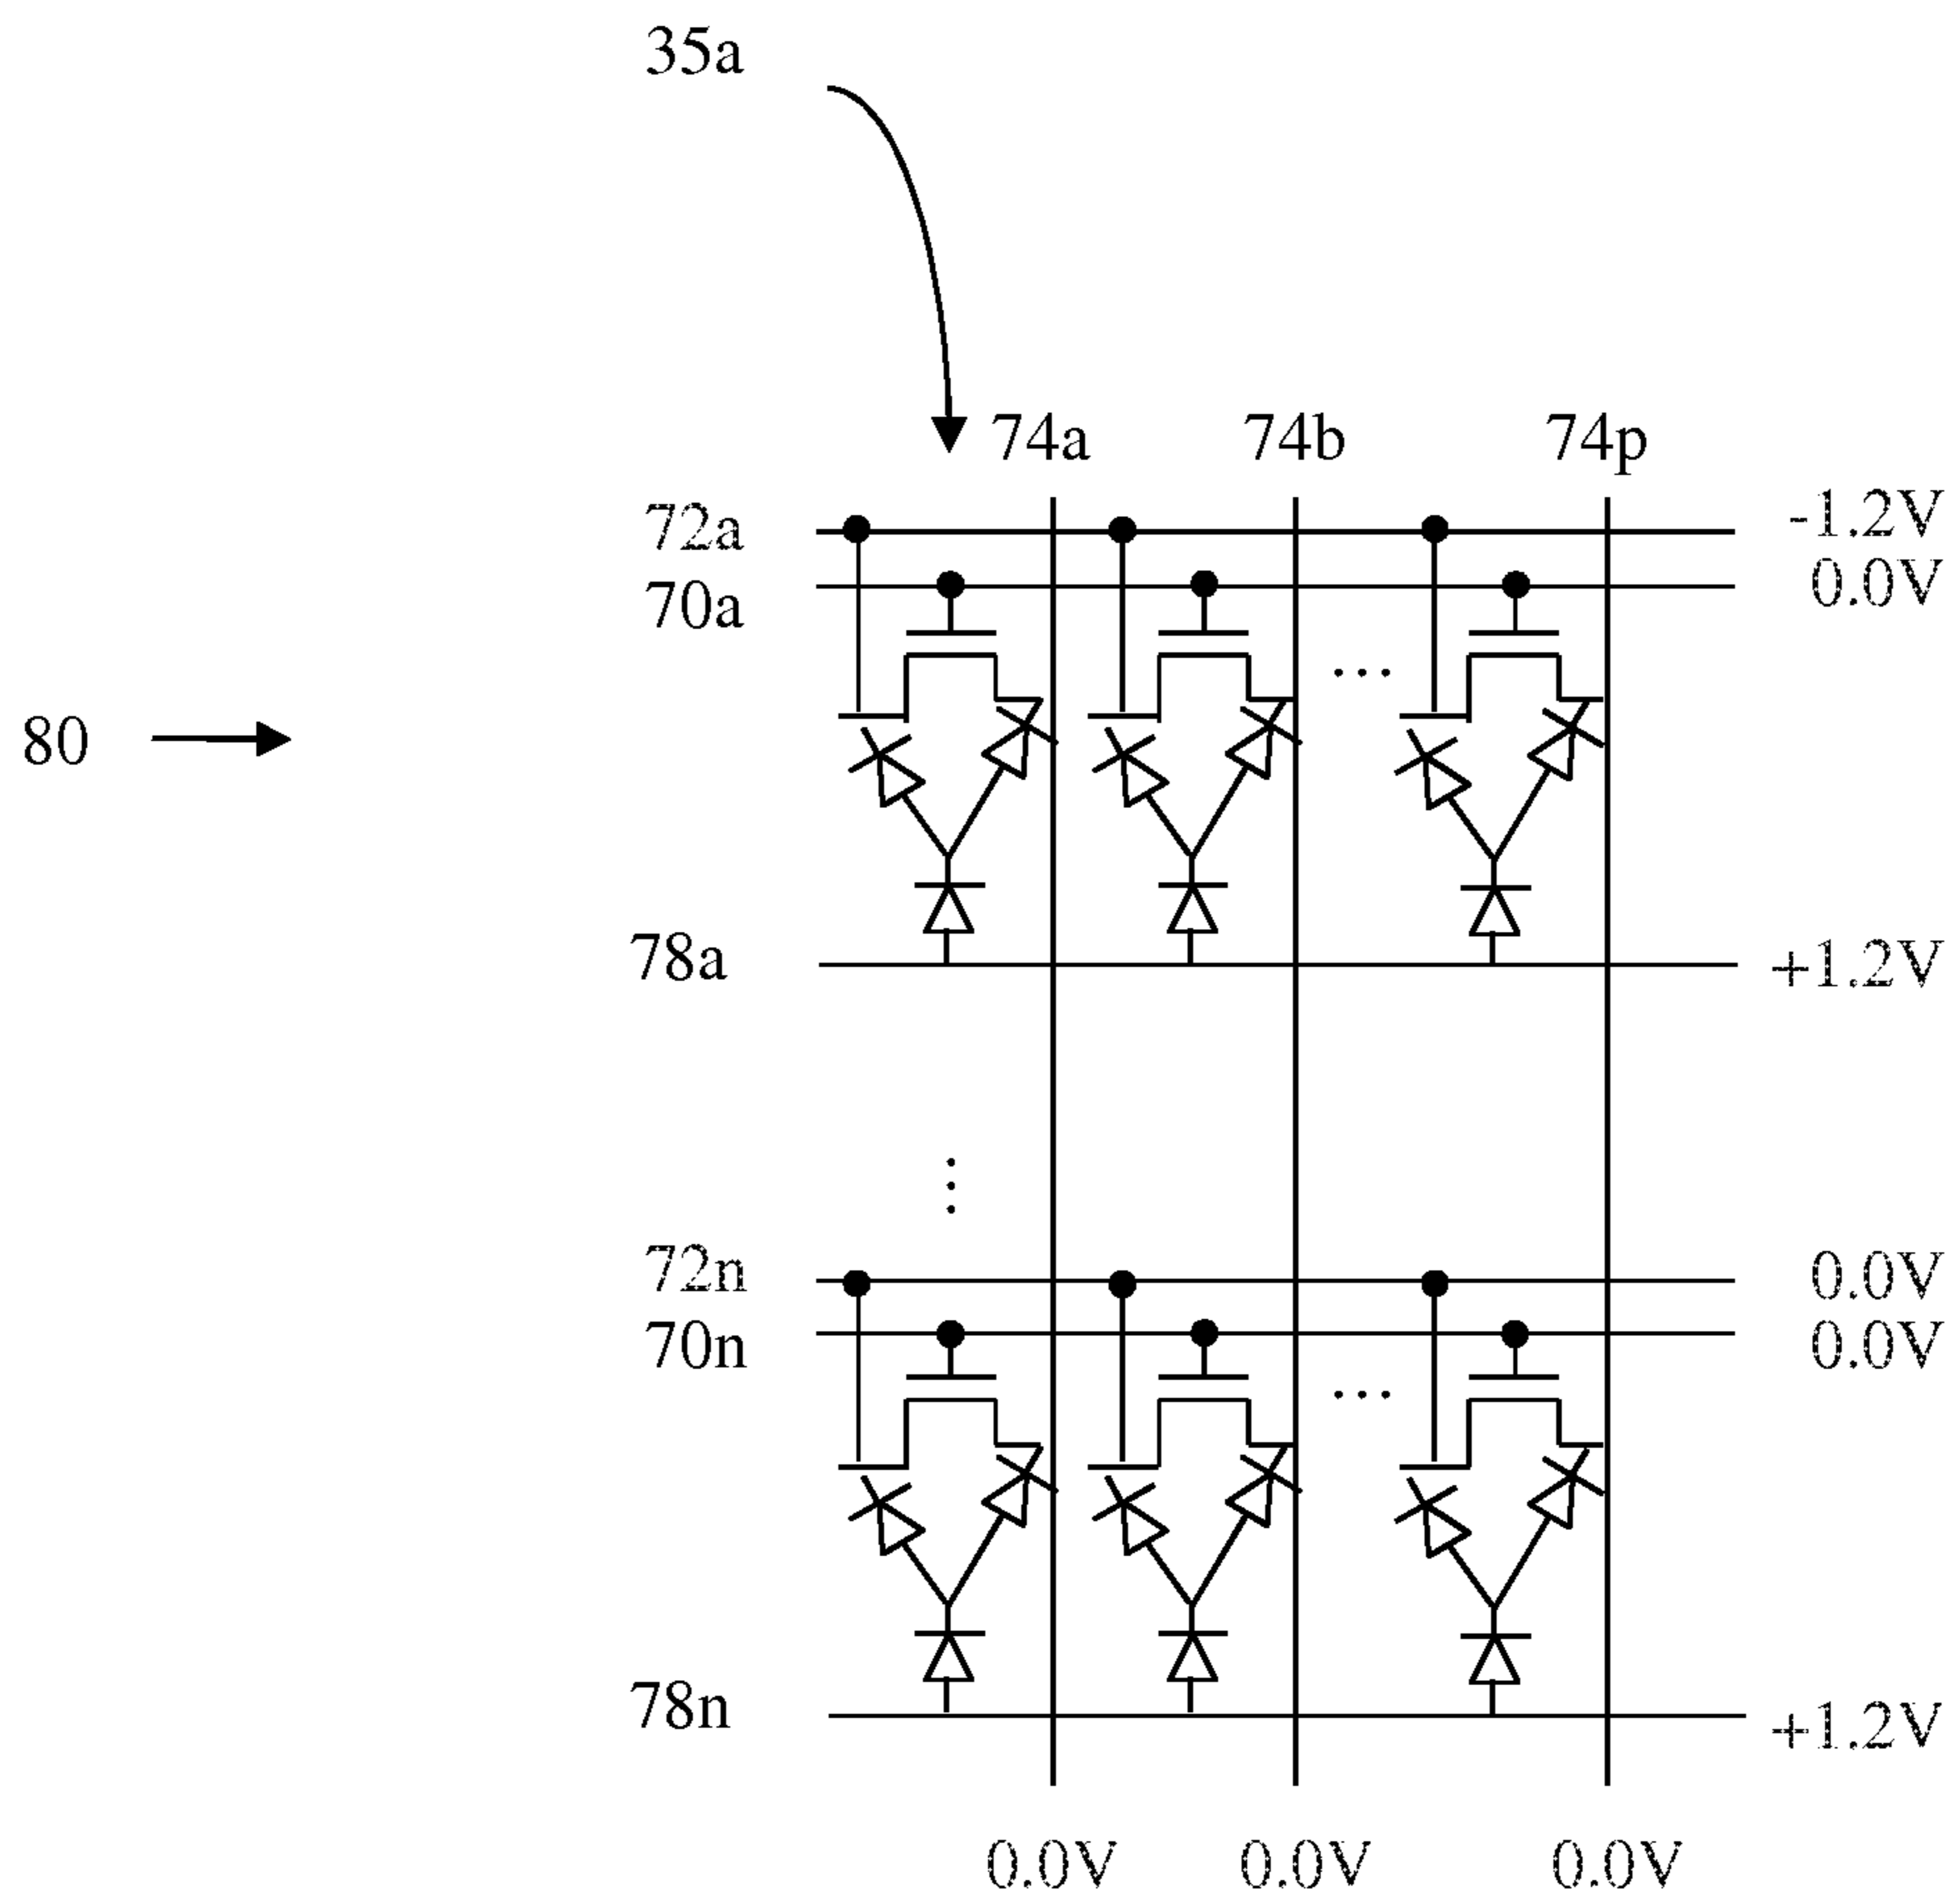 35a
74a 74b 74p
72a -1.2V
70a 0.0V
...
80
78a +1.2V
72n 0.0V
70n 0.0V
...
78n +1.2V
0.0V 0.0V 0.0V